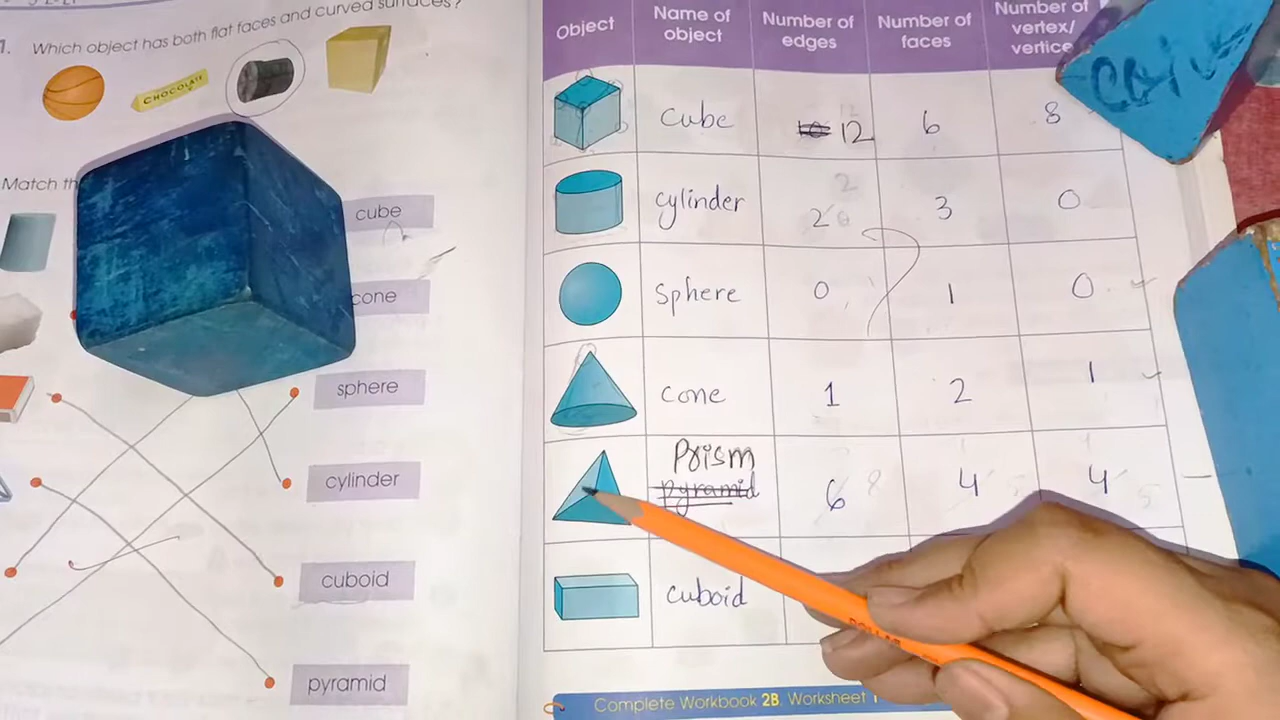 1. Which object has both flat faces and curved surfaces?
CHOCOLATE
Match th
cube
cone
sphere
cylinder
cuboid
pyramid
Object Name of object Number of edges Number of faces Number of vertex/ vertice
Cube 12 6 8
cylinder 2 3 0
Sphere 0 1 0
Cone 1 2 1
Prism
pyramid 6 4 4
cuboid
Complete Workbook 2B, Worksheet 1